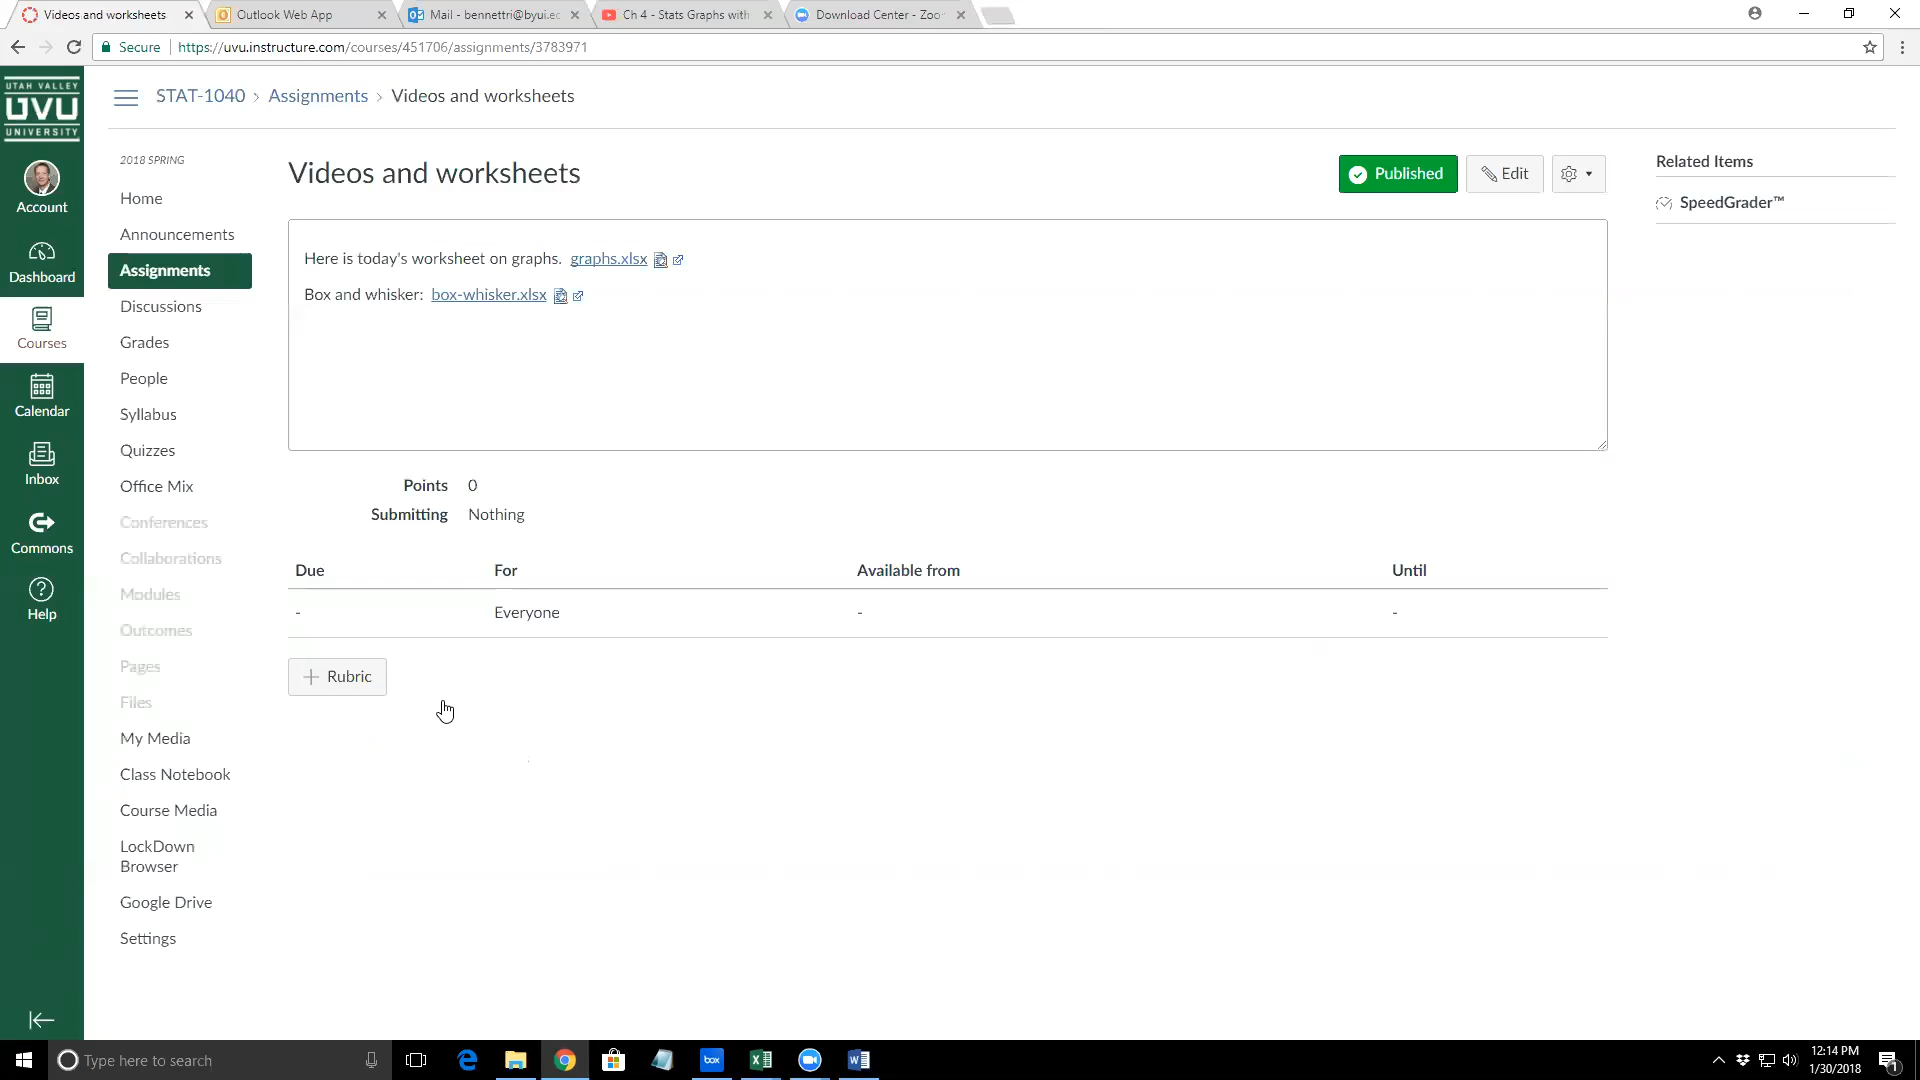 Videos and worksheets
Outlook Web App
Mail - bennettri@byui.ec
Ch 4 - Stats Graphs with
Download Center - Zoo
Secure
https://uvu.instructure.com/courses/451706/assignments/3783971
UTAH VALLEY
UVU
UNIVERSITY
Account
Dashboard
Courses
Calendar
Inbox
Commons
Help
STAT-1040 > Assignments > Videos and worksheets
2018 SPRING
Home
Announcements
Assignments
Discussions
Grades
People
Syllabus
Quizzes
Office Mix
Conferences
Collaborations
Modules
Outcomes
Pages
Files
My Media
Class Notebook
Course Media
LockDown
Browser
Google Drive
Settings
Videos and worksheets
Published
Edit
Here is today's worksheet on graphs. graphs.xlsx
Box and whisker: box-whisker.xlsx
Points 0
Submitting Nothing
Due For Available from Until
- Everyone - -
+ Rubric
Related Items
SpeedGrader™
Type here to search
box
12:14 PM
1/30/2018
1